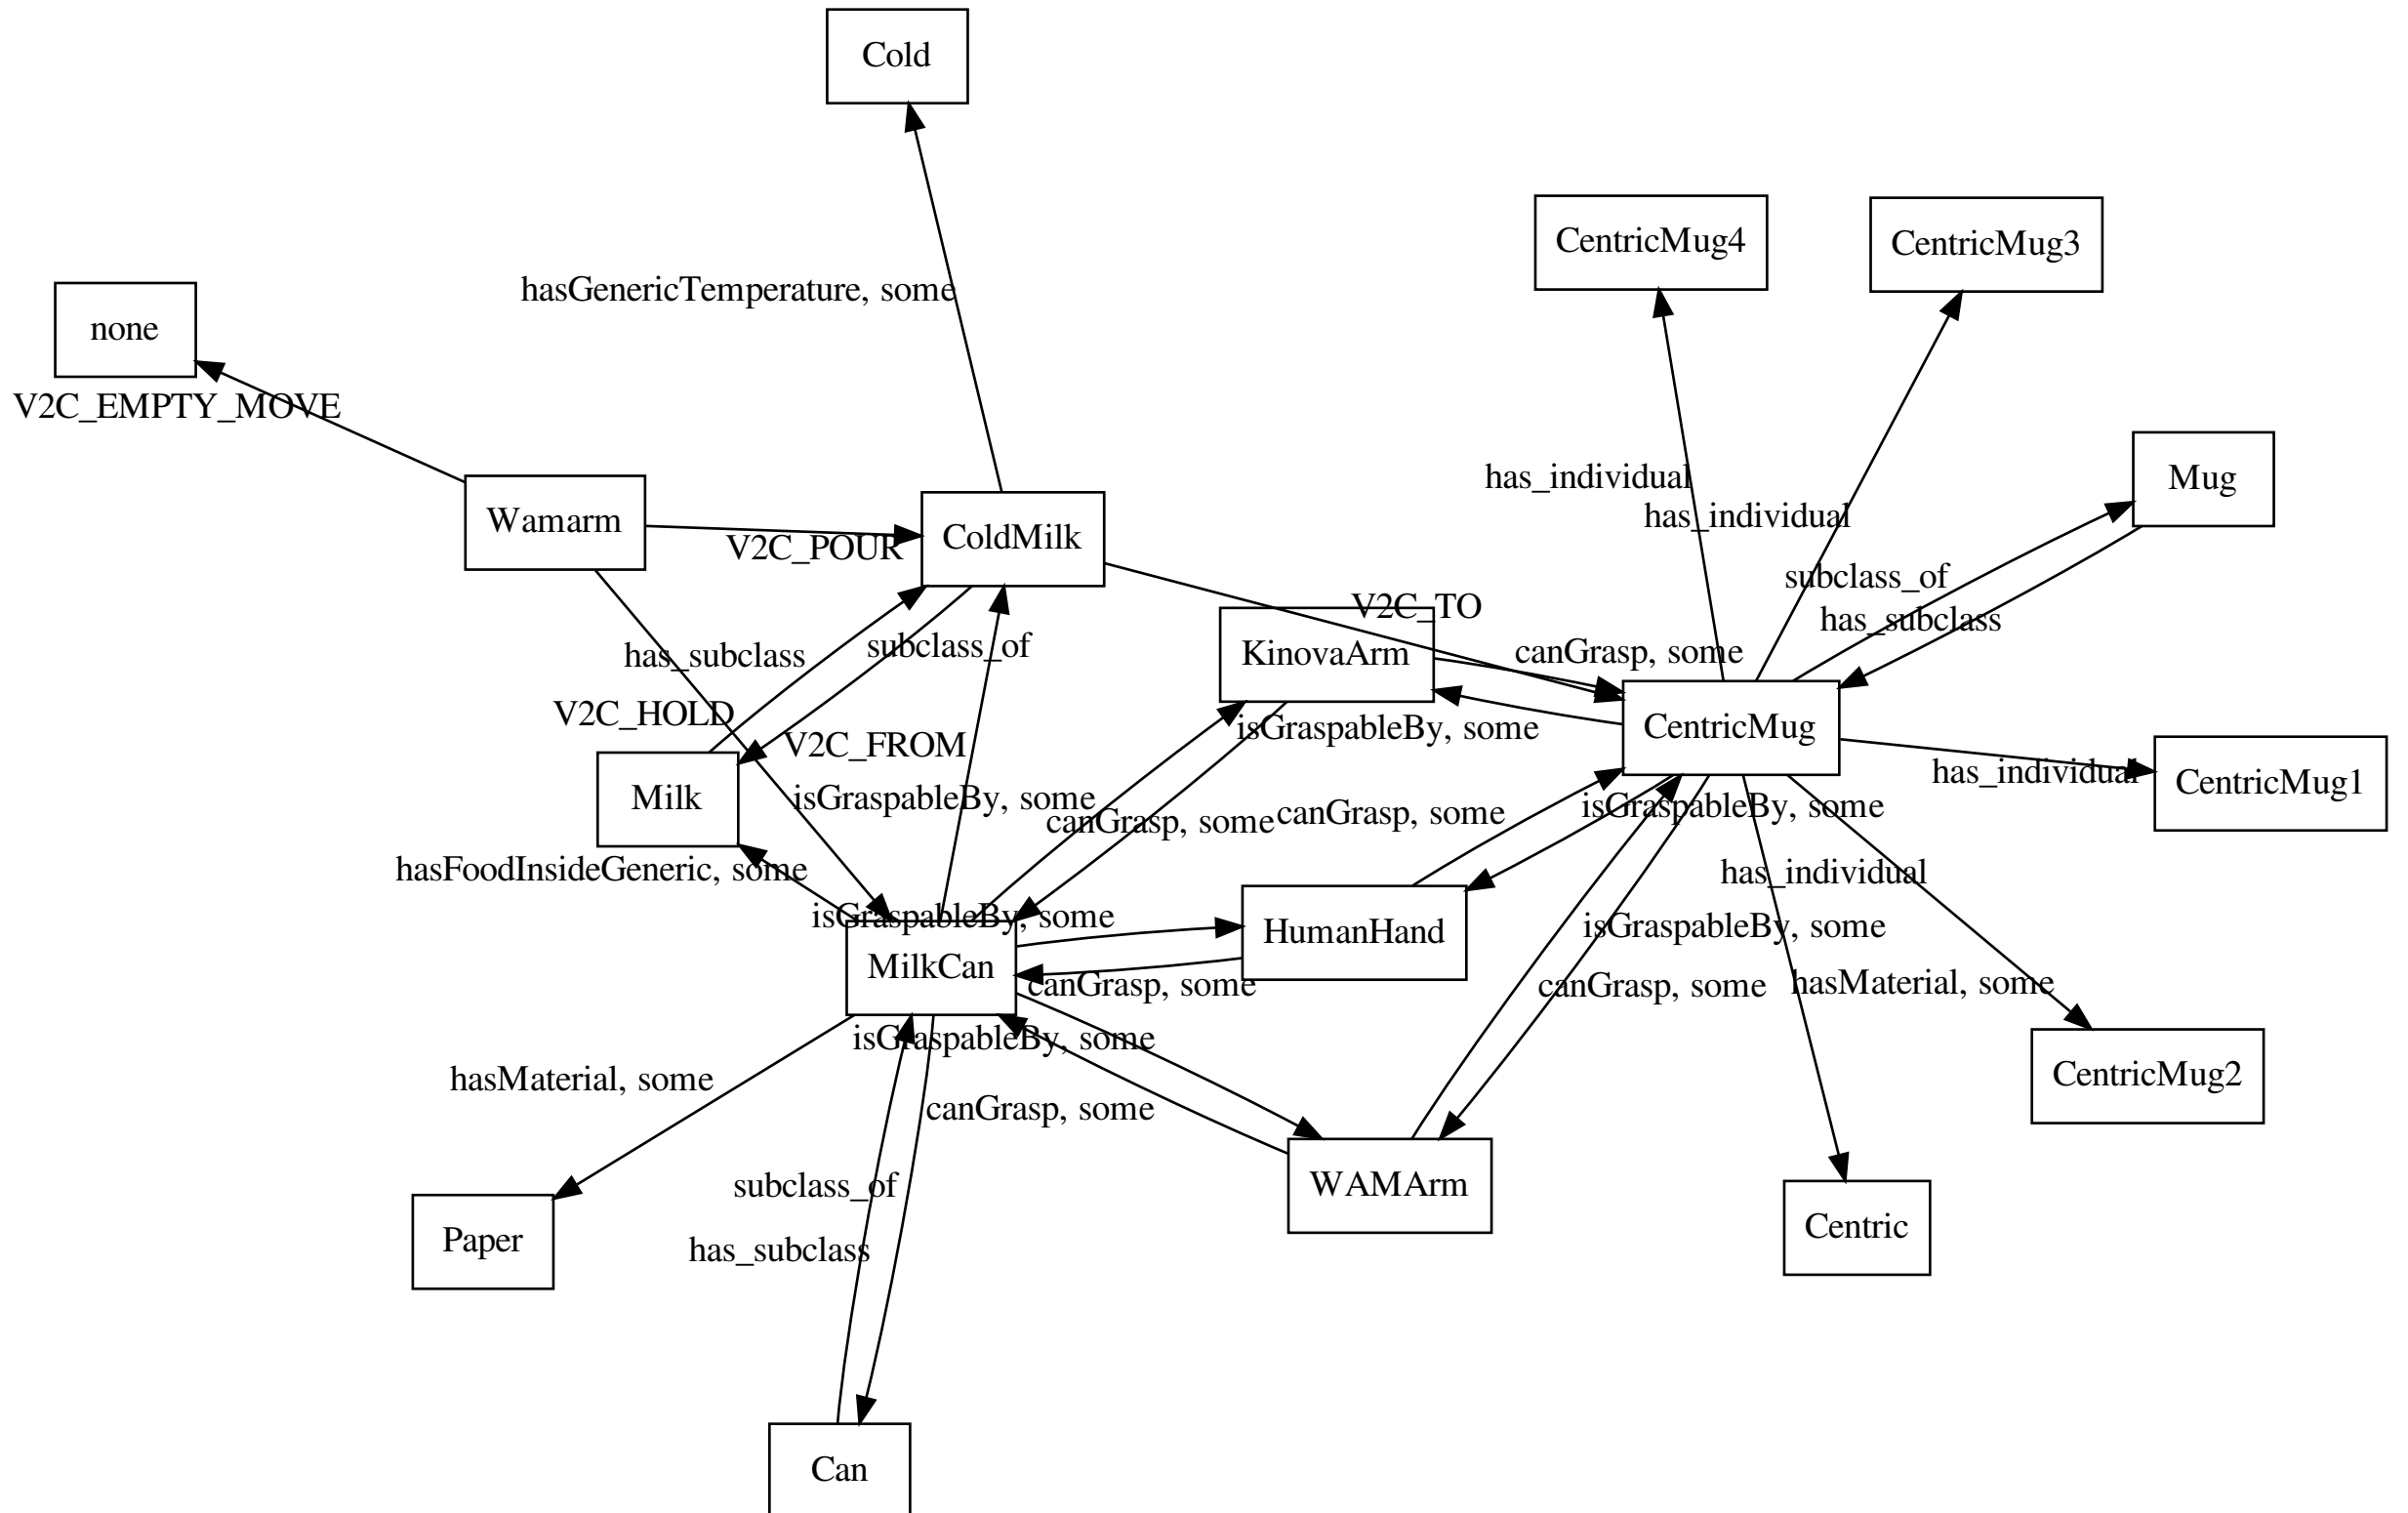 Cold
CentricMug4
CentricMug3
hasGenericTemperature, some
none
V2C_EMPTY_MOVE
Mug
has_individual
Wamarm
has_individual
ColdMilk
V2C_POUR
subclass_of
V2C_TO
has_subclass
subclass_of
has_subclass
KinovaArm
canGrasp, some
V2C_HOLD
isGraspableBy, some
CentricMug
V2C_FROM
has_individual
CentricMug1
Milk
isGraspableBy, some
canGrasp, some
canGrasp, some
isGraspableBy, some
hasFoodInsideGeneric, some
has_individual
isGraspableBy, some
HumanHand
isGraspableBy, some
MilkCan
canGrasp, some
canGrasp, some
hasMaterial, some
isGraspableBy, some
CentricMug2
hasMaterial, some
canGrasp, some
subclass_of
WAMArm
Paper
Centric
has_subclass
Can